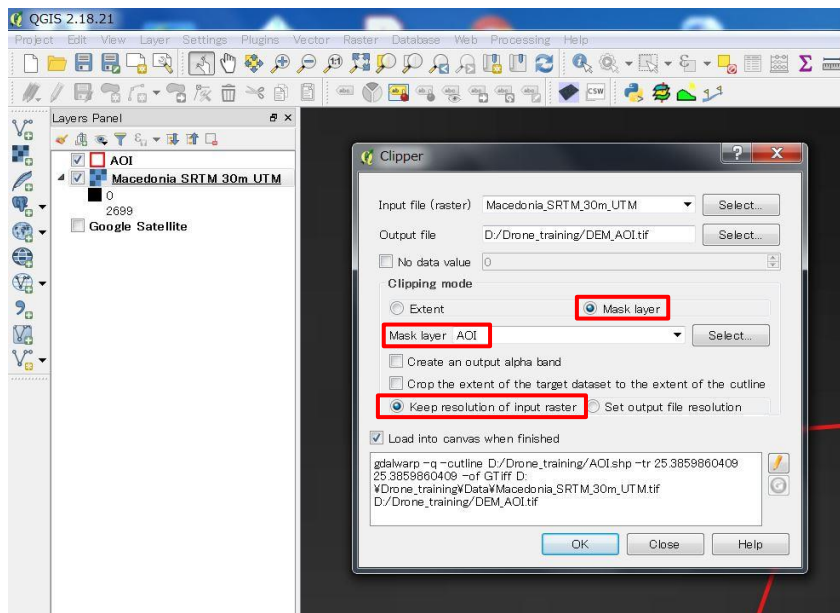 QGIS 2.18.21
Project Edit View Layer Settings Plugins Vector Raster Database Web Processing Help
CSW
Layers Panel
AOI
Macedonia SRTM 30m UTM
0
2699
Google Satellite
Clipper
Input file (raster) Macedonia_SRTM_30m_UTM Select...
Output file D:/Drone_training/DEM_AOI.tif Select...
No data value 0
Clipping mode
Extent Mask layer
Mask layer AOI Select...
Create an output alpha band
Crop the extent of the target dataset to the extent of the cutline
Keep resolution of input raster Set output file resolution
Load into canvas when finished
gdalwarp -q -cutline D:/Drone_training/AOI.shp -tr 25.3859860409
25.3859860409 -of GTiff D:
¥Drone_training¥Data¥Macedonia_SRTM_30m_UTM.tif
D:/Drone_training/DEM_AOI.tif
OK Close Help